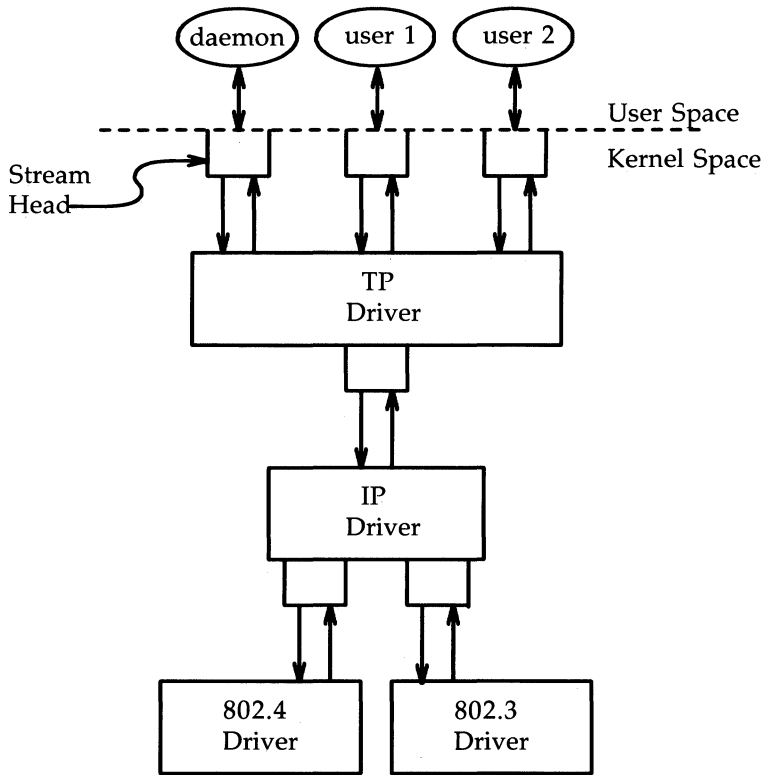 daemon
user 1
user 2
User Space
Kernel Space
Stream
Head
TP
Driver
IP
Driver
802.4
Driver
802.3
Driver